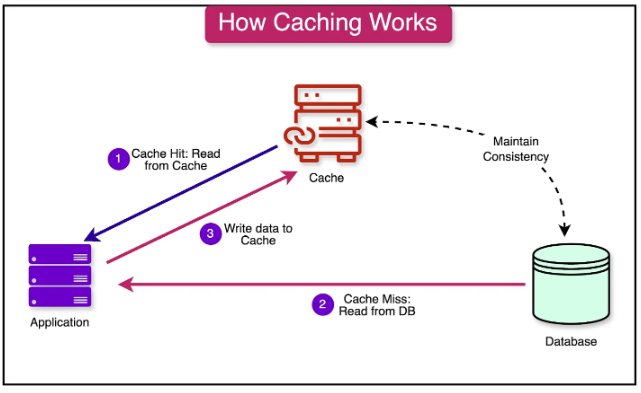 How Caching Works
1
Cache Hit: Read
from Cache
Cache
Maintain
Consistency
3
Write data to
Cache
Application
2
Cache Miss:
Read from DB
Database